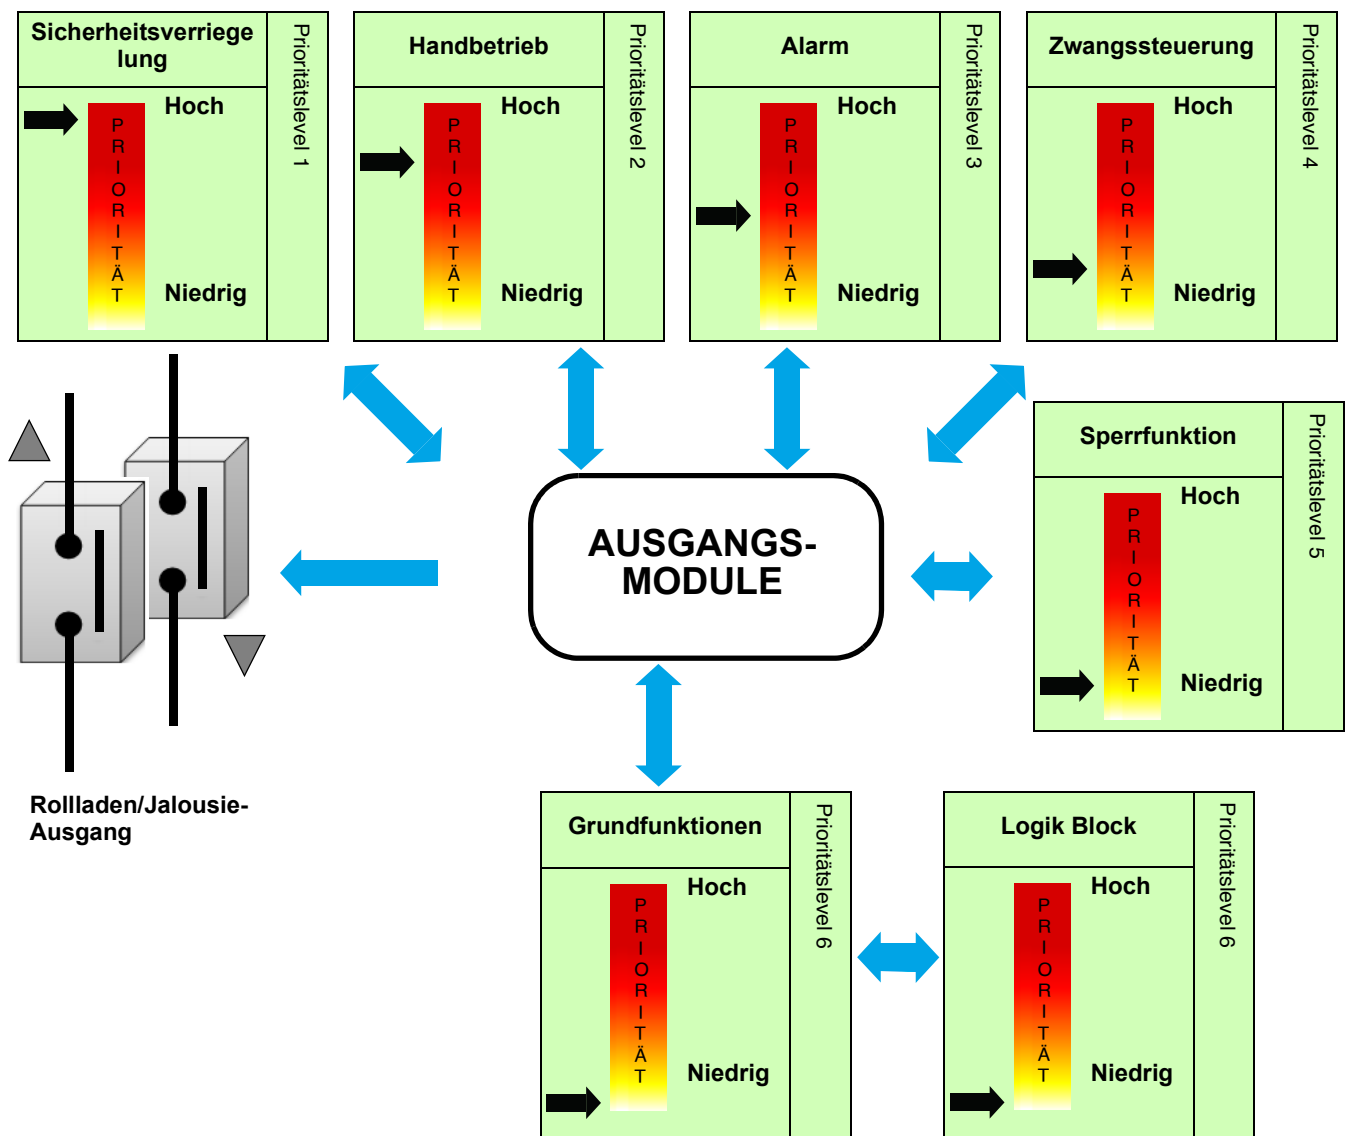 Sicherheitsverriege
lung
Prioritätslevel 1
Hoch
PRIORITÄT
Niedrig
Handbetrieb
Prioritätslevel 2
Hoch
PRIORITÄT
Niedrig
Alarm
Prioritätslevel 3
Hoch
PRIORITÄT
Niedrig
Zwangssteuerung
Prioritätslevel 4
Hoch
PRIORITÄT
Niedrig
Sperrfunktion
Prioritätslevel 5
Hoch
PRIORITÄT
Niedrig
AUSGANGS-
MODULE
Rollladen/Jalousie-
Ausgang
Grundfunktionen
Prioritätslevel 6
Hoch
PRIORITÄT
Niedrig
Logik Block
Prioritätslevel 6
Hoch
PRIORITÄT
Niedrig